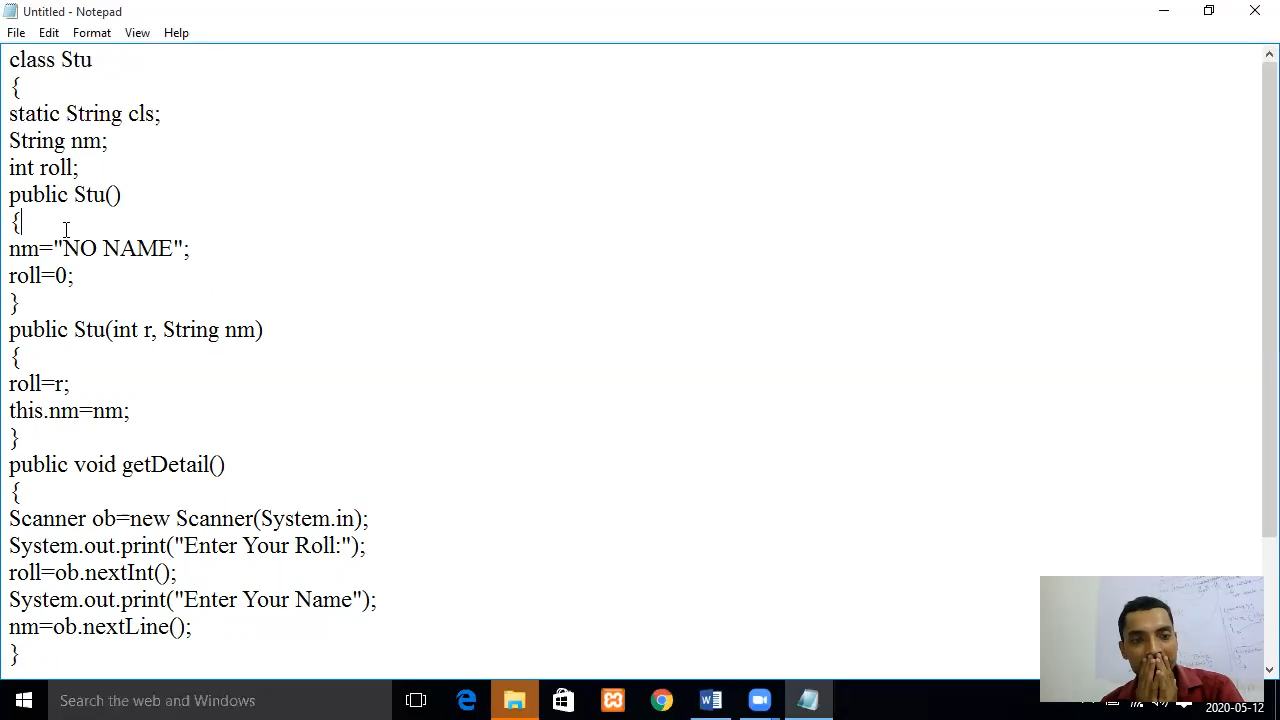 Untitled - Notepad
File Edit Format View Help
class Stu
{
static String cls;
String nm;
int roll;
public Stu()
{
nm="NO NAME";
roll=0;
}
public Stu(int r, String nm)
{
roll=r;
this.nm=nm;
}
public void getDetail()
{
Scanner ob=new Scanner(System.in);
System.out.print("Enter Your Roll:");
roll=ob.nextInt();
System.out.print("Enter Your Name");
nm=ob.nextLine();
}
Search the web and Windows
2020-05-12